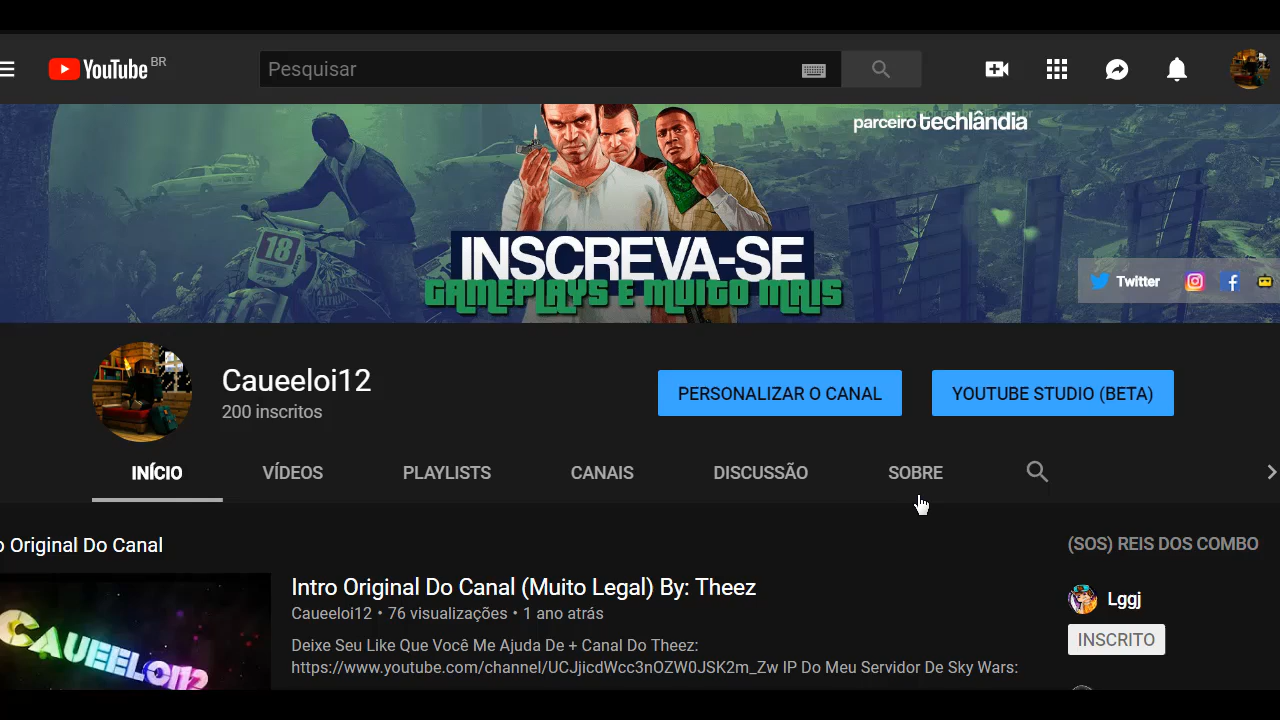 YouTube BR
Pesquisar
parceiro techlândia
18
INSCREVA-SE
GAMEPLAYS E MUITO MAIS
Twitter
Caueeloi12
200 inscritos
PERSONALIZAR O CANAL
YOUTUBE STUDIO (BETA)
INÍCIO
VÍDEOS
PLAYLISTS
CANAIS
DISCUSSÃO
SOBRE
o Original Do Canal
(SOS) REIS DOS COMBO
CAUEELOI12
Intro Original Do Canal (Muito Legal) By: Theez
Caueeloi12 • 76 visualizações • 1 ano atrás
Deixe Seu Like Que Você Me Ajuda De + Canal Do Theez:
https://www.youtube.com/channel/UCJjicdWcc3nOZW0JSK2m_Zw IP Do Meu Servidor De Sky Wars:
Lggj
INSCRITO